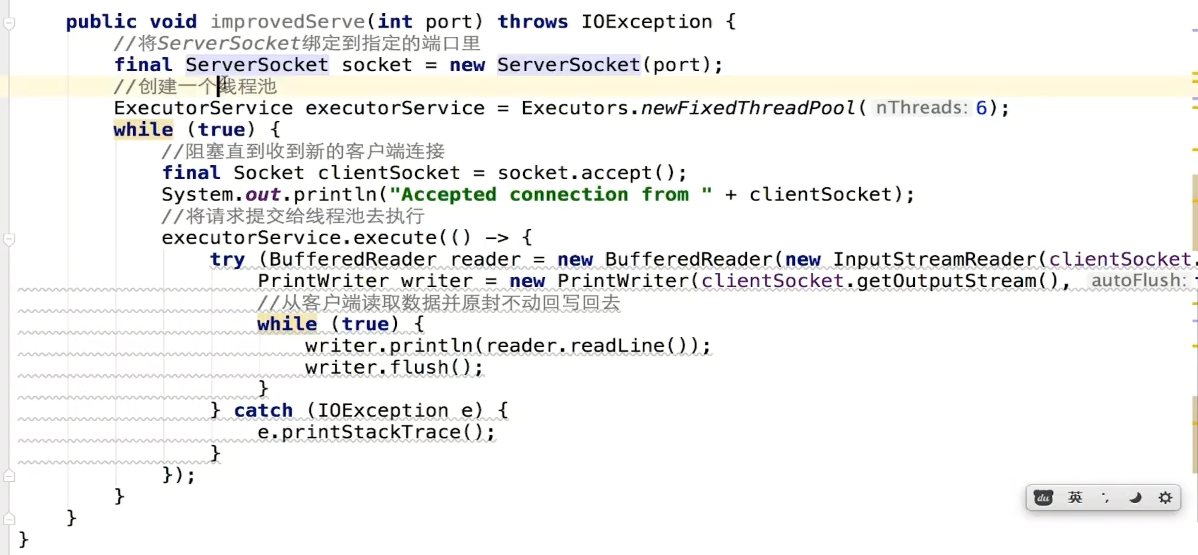 public void improvedServe(int port) throws IOException {
//将ServerSocket绑定到指定的端口里
final ServerSocket socket = new ServerSocket(port);
//创建一个线程池
ExecutorService executorService = Executors.newFixedThreadPool( nThreads: 6);
while (true) {
//阻塞直到收到新的客户端连接
final Socket clientSocket = socket.accept();
System.out.println("Accepted connection from " + clientSocket);
//将请求提交给线程池去执行
executorService.execute(() -> {
try (BufferedReader reader = new BufferedReader(new InputStreamReader(clientSocket.
PrintWriter writer = new PrintWriter(clientSocket.getOutputStream(), autoFlush:
//从客户端读取数据并原封不动回写回去
while (true) {
writer.println(reader.readLine());
writer.flush();
}
} catch (IOException e) {
e.printStackTrace();
}
});
}
}
}
du 英